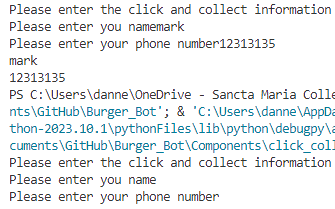 Please enter the click and collect information
Please enter you namemark
Please enter your phone number12313135
mark
12313135
PS C:\Users\danne\OneDrive - Sancta Maria Colle
nts\GitHub\Burger_Bot'; & 'C:\Users\danne\AppDa
thon-2023.10.1\pythonFiles\lib\python\debugpy\a
cuments\GitHub\Burger_Bot\Components\click_coll
Please enter the click and collect information
Please enter you name
Please enter your phone number